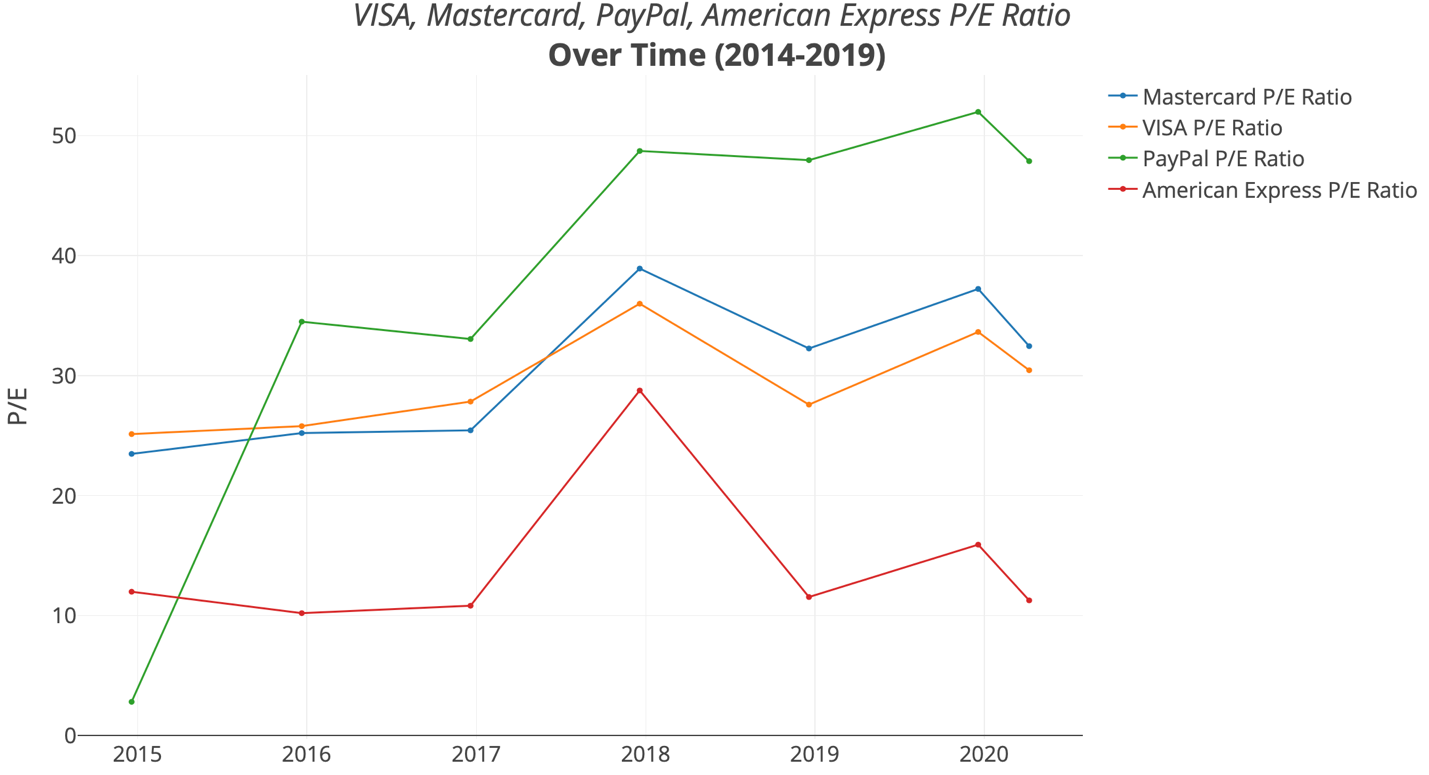 VISA, Mastercard, PayPal, American Express P/E Ratio
Over Time (2014-2019)
Mastercard P/E Ratio
VISA P/E Ratio
PayPal P/E Ratio
American Express P/E Ratio
P/E
50
40
30
20
10
0
2015 2016 2017 2018 2019 2020